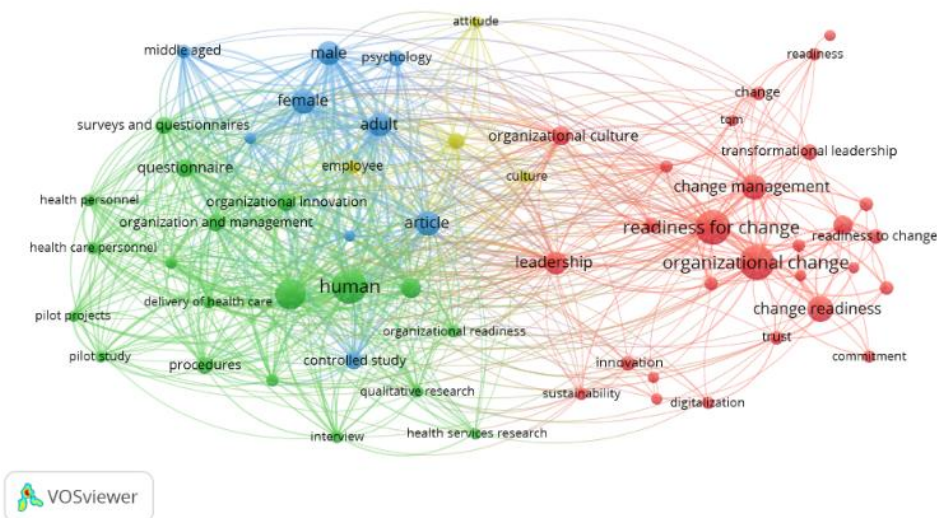 attitude
middle aged
male
psychology
readiness
female
change
surveys and questionnaires
adult
organizational culture
tqm
questionnaire
employee
transformational leadership
culture
change management
health personnel
organizational innovation
organization and management
article
readiness for change
readiness to change
health care personnel
leadership
organizational change
human
delivery of health care
change readiness
pilot projects
organizational readiness
trust
pilot study
procedures
controlled study
innovation
commitment
qualitative research
sustainability
digitalization
interview
health services research
VOSviewer